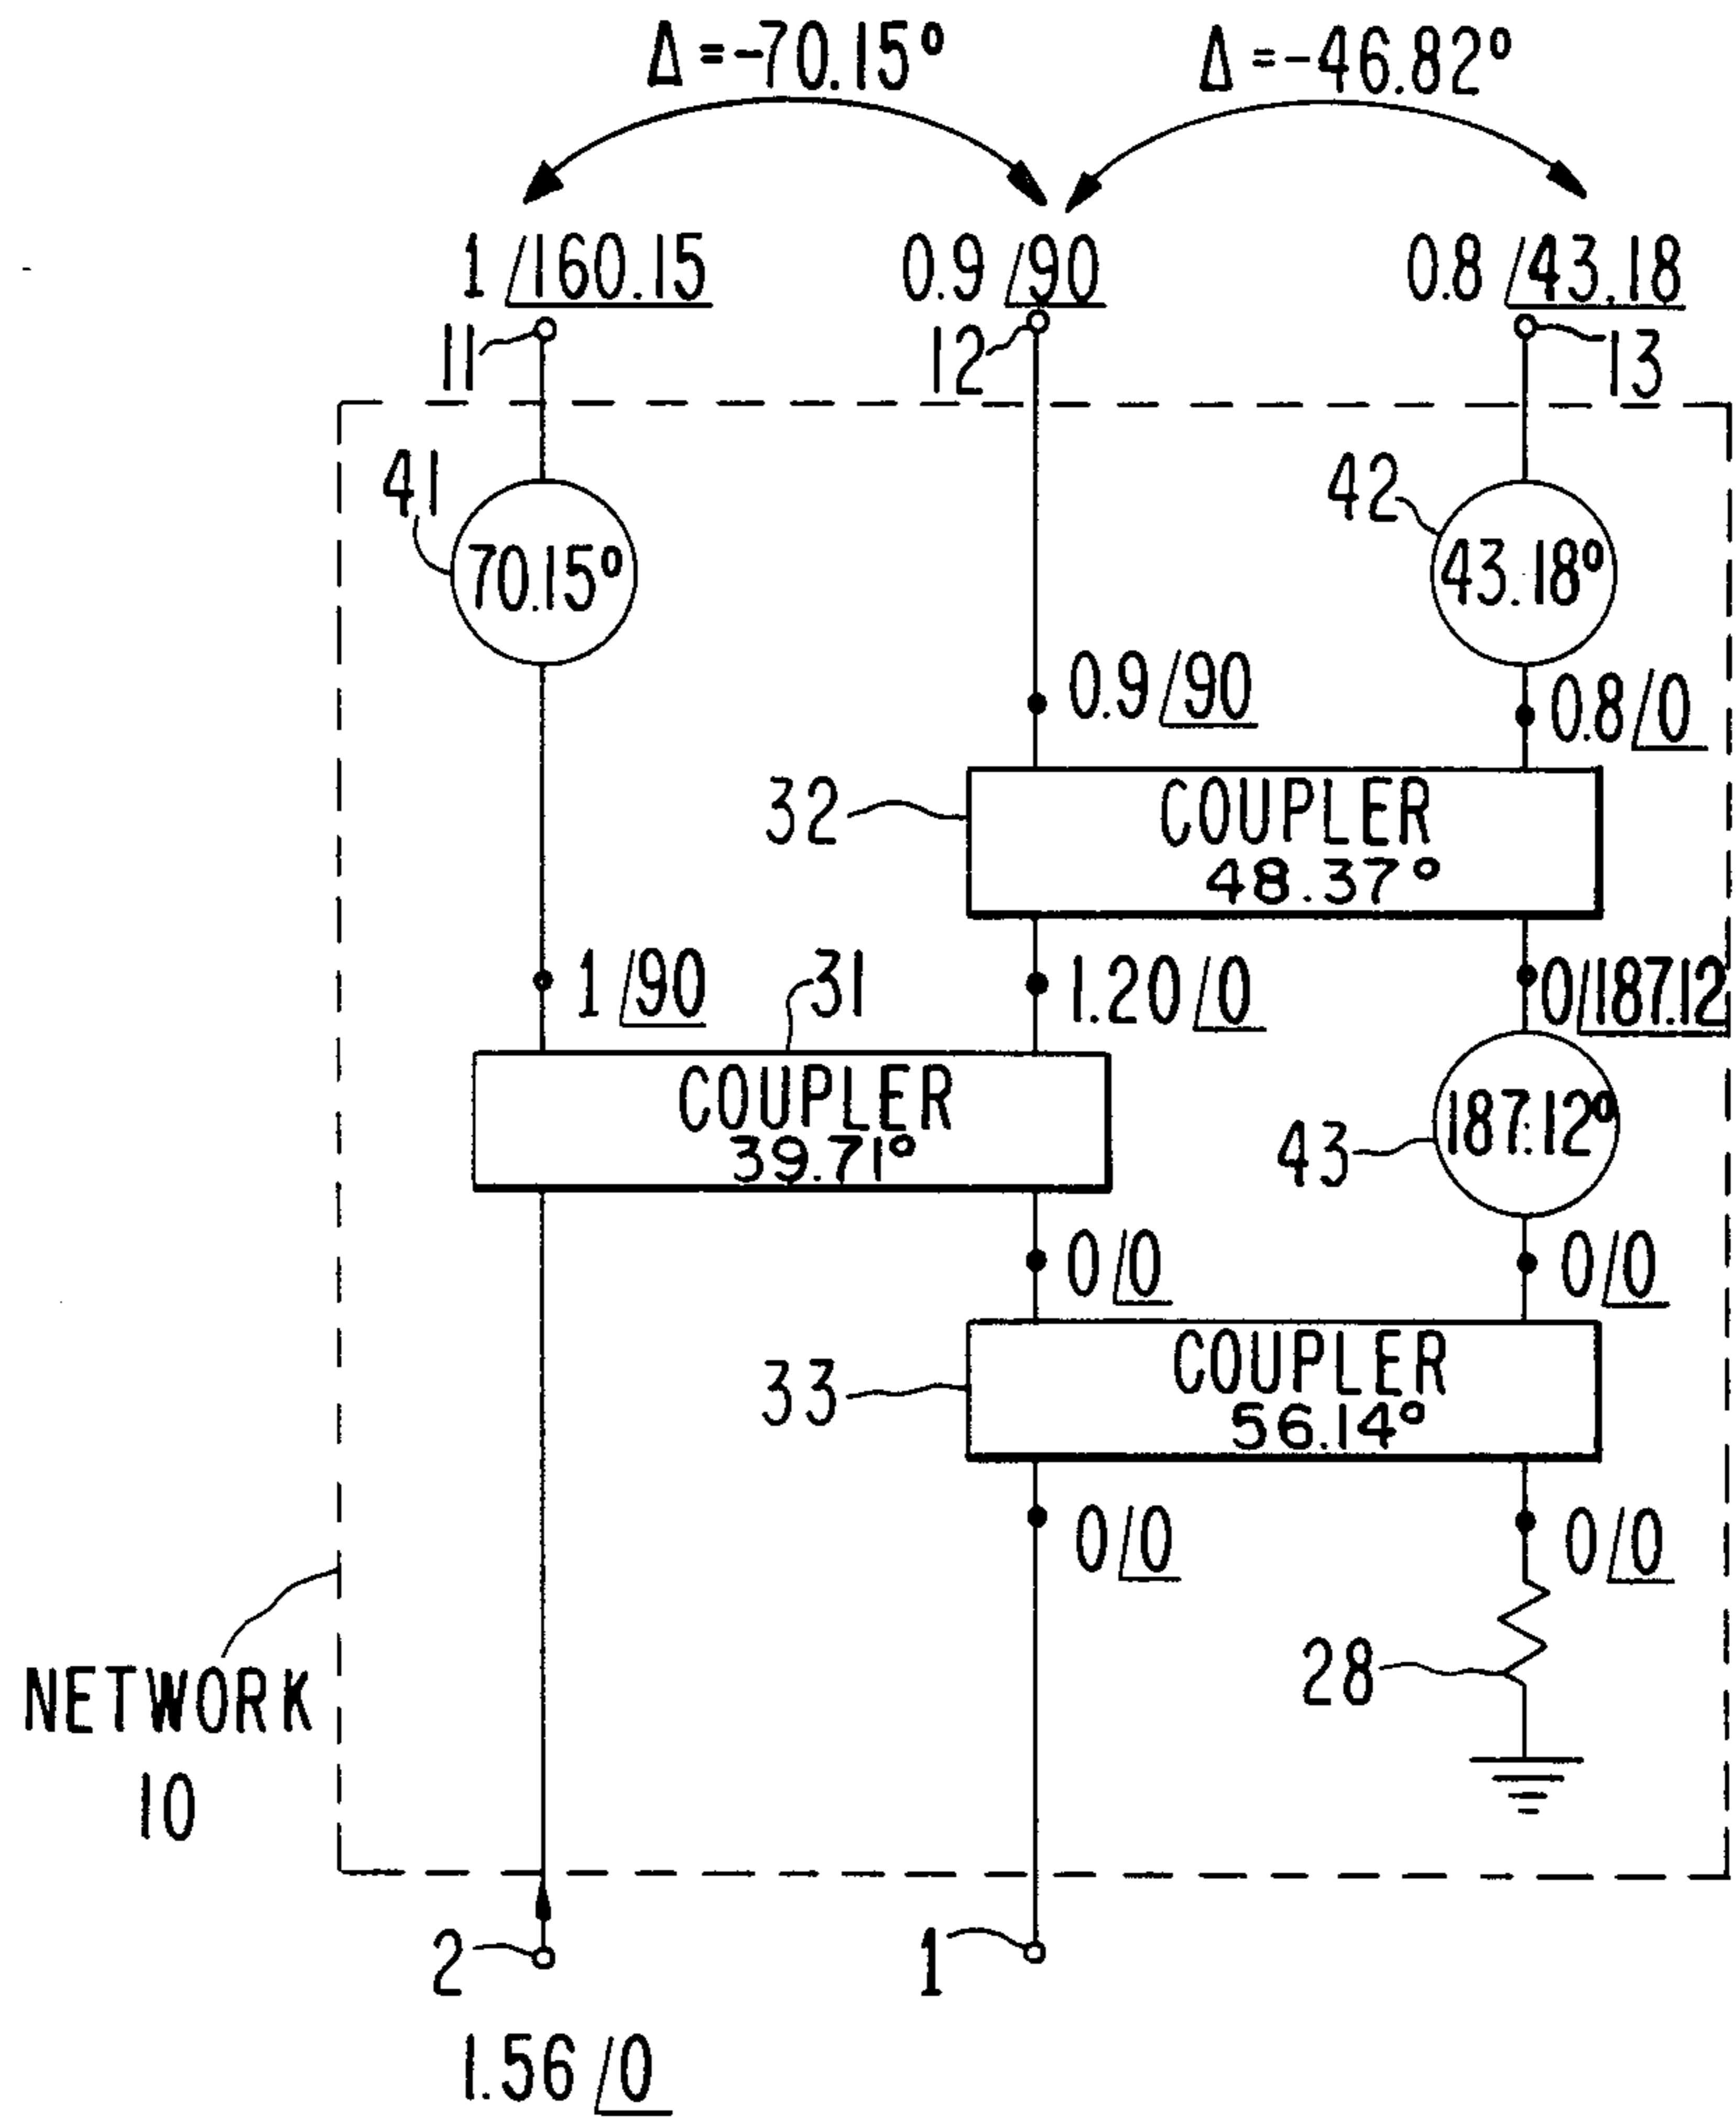 Δ=-70.15° Δ=-46.82°
1 /160.15 0.9 /90 0.8 /43.18
11 12 13
41 42
70.15° 43.18°
0.9 /90 0.8 /0
32 COUPLER
48.37°
1 /90 31 1.20 /0 0/187.12
COUPLER
39.71°
43 187.12°
0/0 0/0
33 COUPLER
56.14°
0/0 0/0
28
NETWORK
10
2 1
1.56 /0